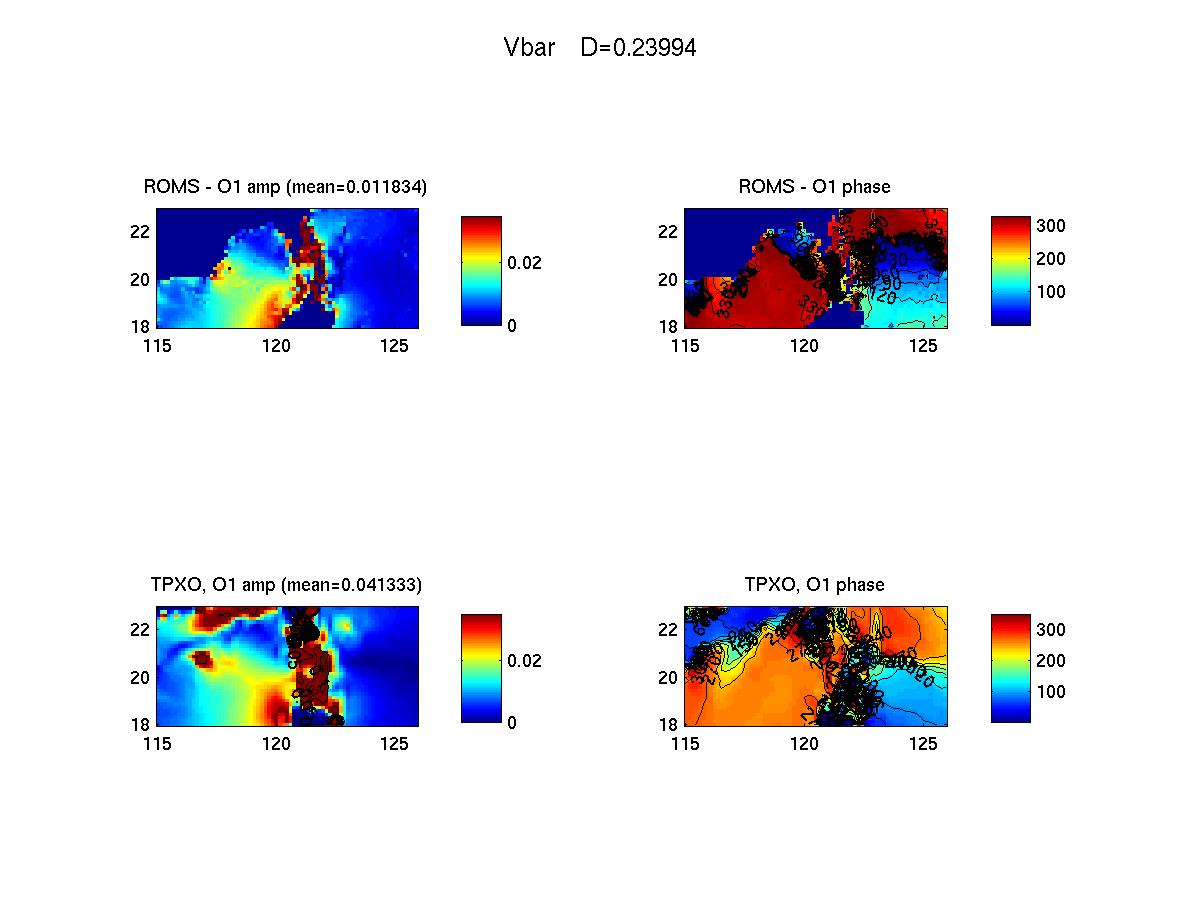 Vbar D=0.23994
ROMS - O1 amp (mean=0.011834)
22
20
18
115 120 125
0.02
0
ROMS - O1 phase
22
20
18
115 120 125
300
200
100
TPXO, O1 amp (mean=0.041333)
22
20
18
115 120 125
0.02
0
TPXO, O1 phase
22
20
18
115 120 125
300
200
100